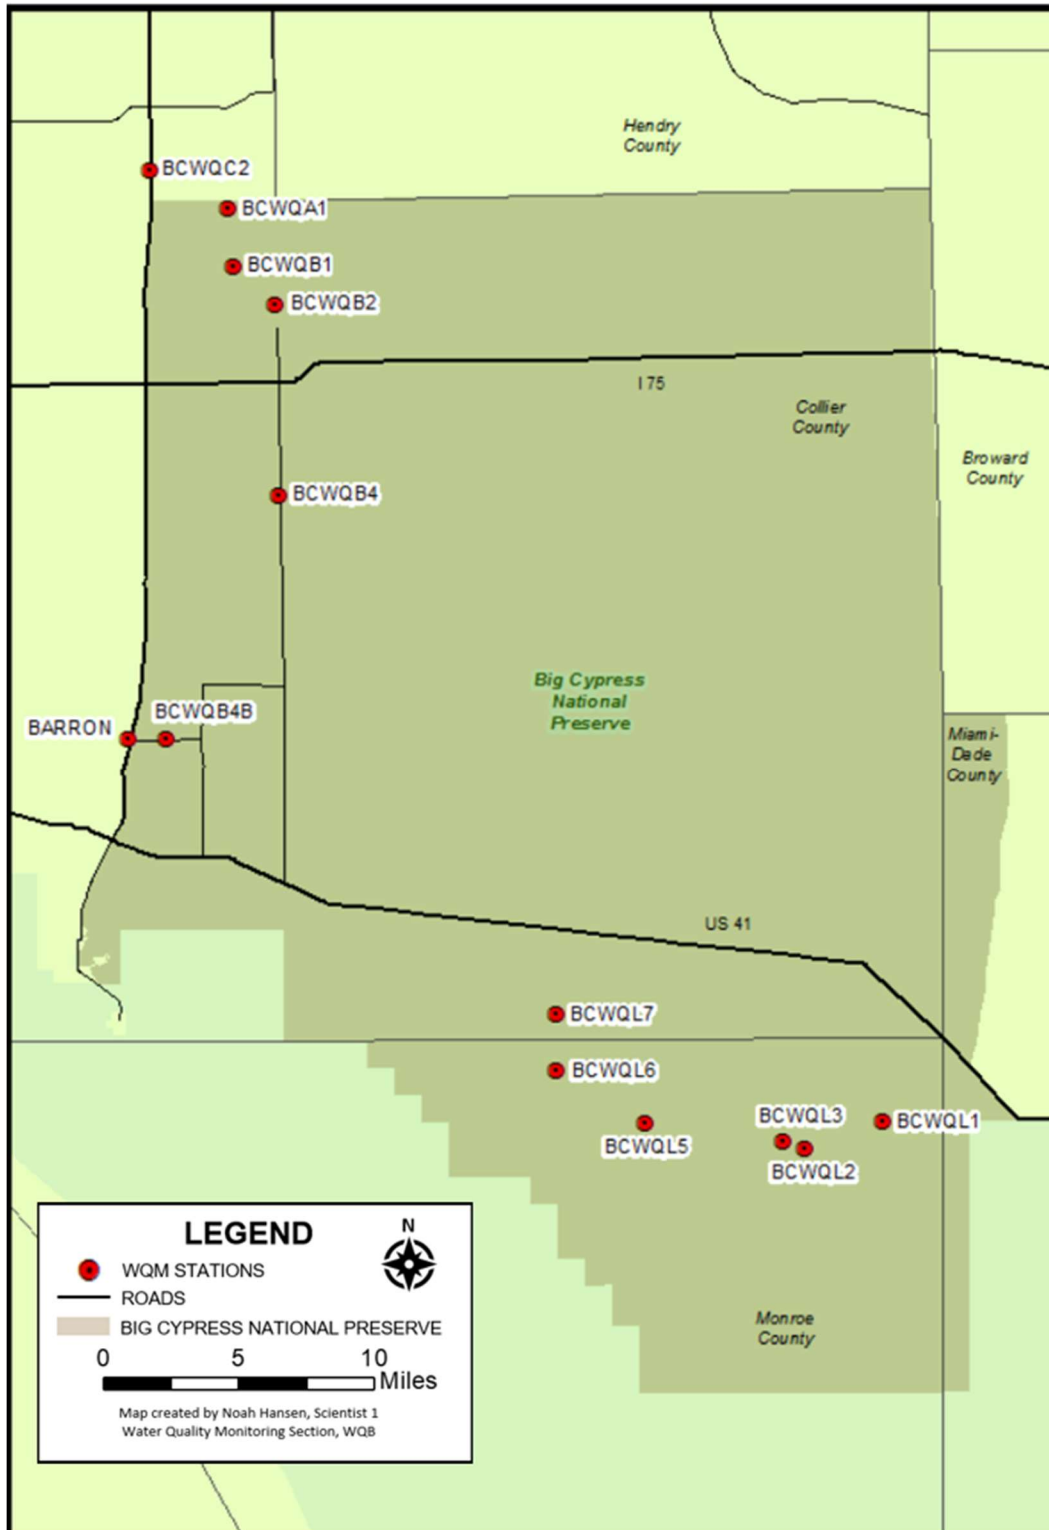 Hendry
County
BCWQC2
BCWQA1
BCWQB1
BCWQB2
I 75
Collier
County
Broward
County
BCWQB4
Big Cypress
National
Preserve
BCWQB4B
BARRON
Miami-
Dade
County
US 41
BCWQL7
BCWQL6
BCWQL3
BCWQL1
BCWQL5
BCWQL2
LEGEND
N
WQM STATIONS
ROADS
BIG CYPRESS NATIONAL PRESERVE
0 5 10
Miles
Map created by Noah Hansen, Scientist 1
Water Quality Monitoring Section, WQB
Monroe
County